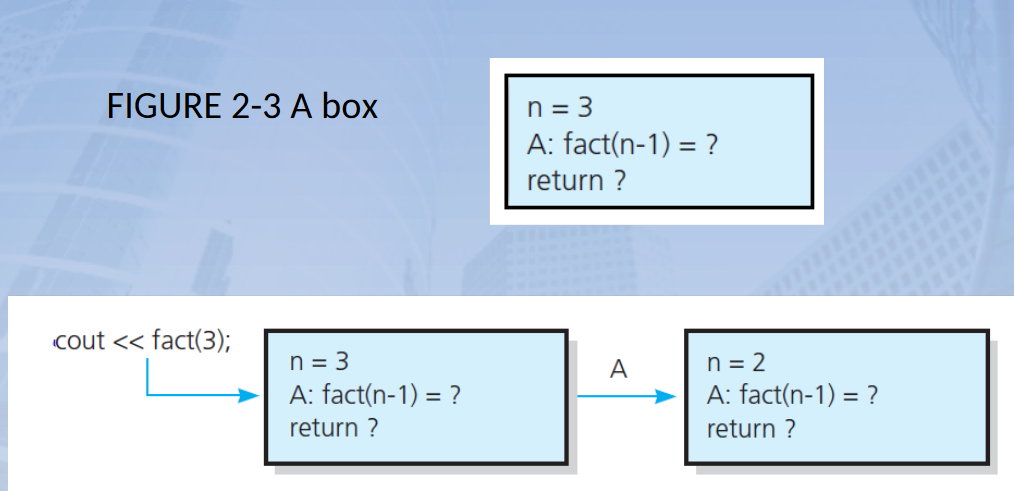 FIGURE 2-3 A box
n = 3
A: fact(n-1) = ?
return ?
cout << fact(3);
n = 3
A: fact(n-1) = ?
return ?
A
n = 2
A: fact(n-1) = ?
return ?